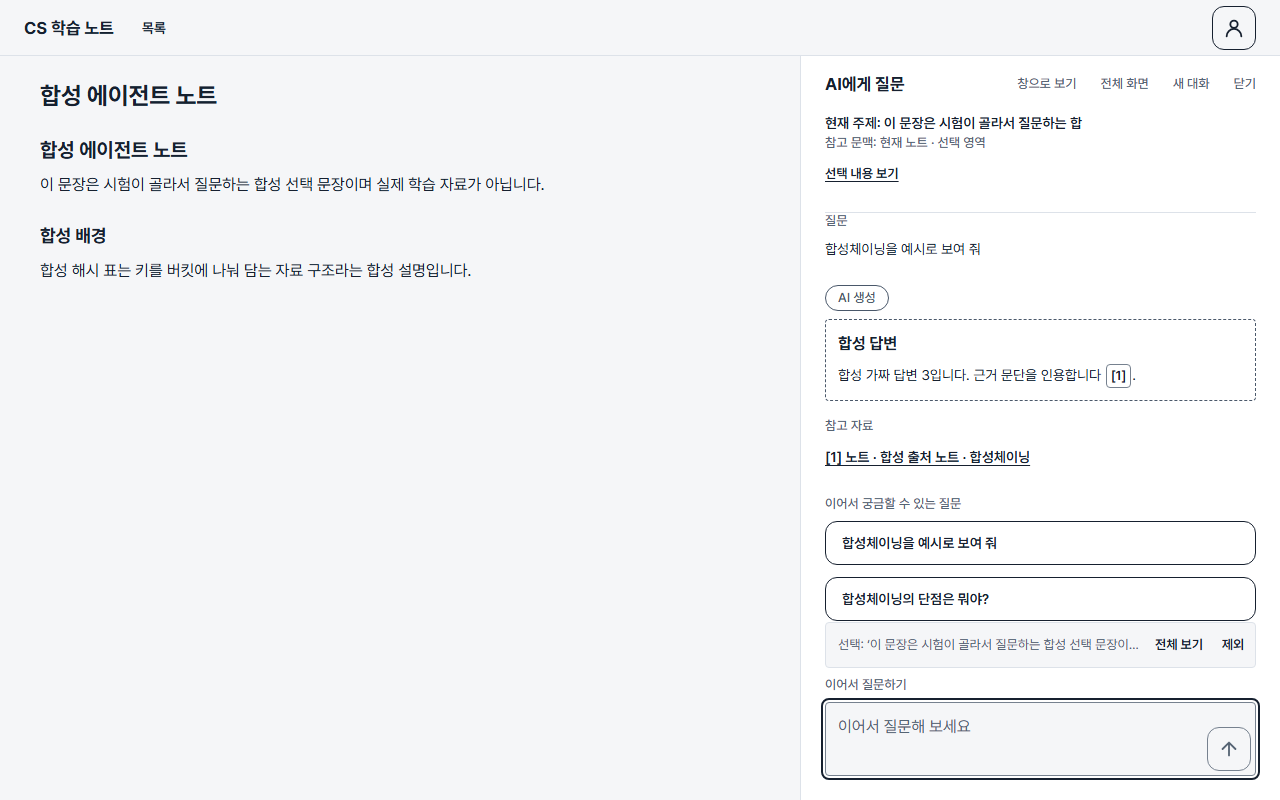 CS 학습 노트
목록
합성 에이전트 노트
합성 에이전트 노트
이 문장은 시험이 골라서 질문하는 합성 선택 문장이며 실제 학습 자료가 아닙니다.
합성 배경
합성 해시 표는 키를 버킷에 나눠 담는 자료 구조라는 합성 설명입니다.
AI에게 질문
창으로 보기
전체 화면
새 대화
닫기
현재 주제: 이 문장은 시험이 골라서 질문하는 합
참고 문맥: 현재 노트 · 선택 영역
선택 내용 보기
질문
합성체이닝을 예시로 보여 줘
AI 생성
합성 답변
합성 가짜 답변 3입니다. 근거 문단을 인용합니다 [1].
참고 자료
[1] 노트 · 합성 출처 노트 · 합성체이닝
이어서 궁금할 수 있는 질문
합성체이닝을 예시로 보여 줘
합성체이닝의 단점은 뭐야?
선택: ‘이 문장은 시험이 골라서 질문하는 합성 선택 문장이…
전체 보기
제외
이어서 질문하기
이어서 질문해 보세요